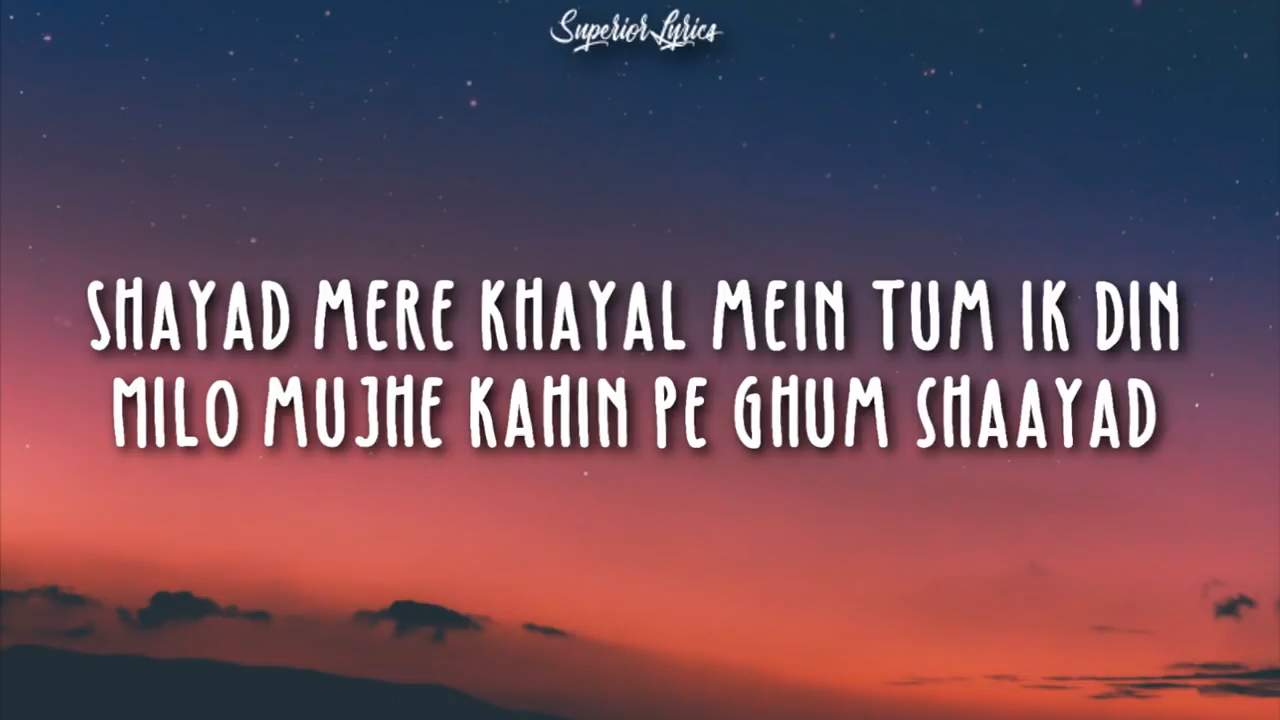 Superior Lyrics
SHAYAD MERE KHAYAL MEIN TUM IK DIN
MILO MUJHE KAHIN PE GHUM SHAAYAD